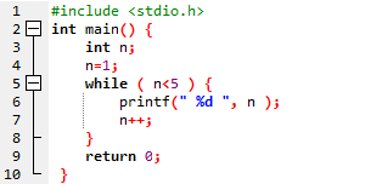 1 #include <stdio.h>
2 int main() {
3 int n;
4 n=1;
5 while ( n<5 ) {
6 printf(" %d ", n );
7 n++;
8 }
9 return 0;
10 }